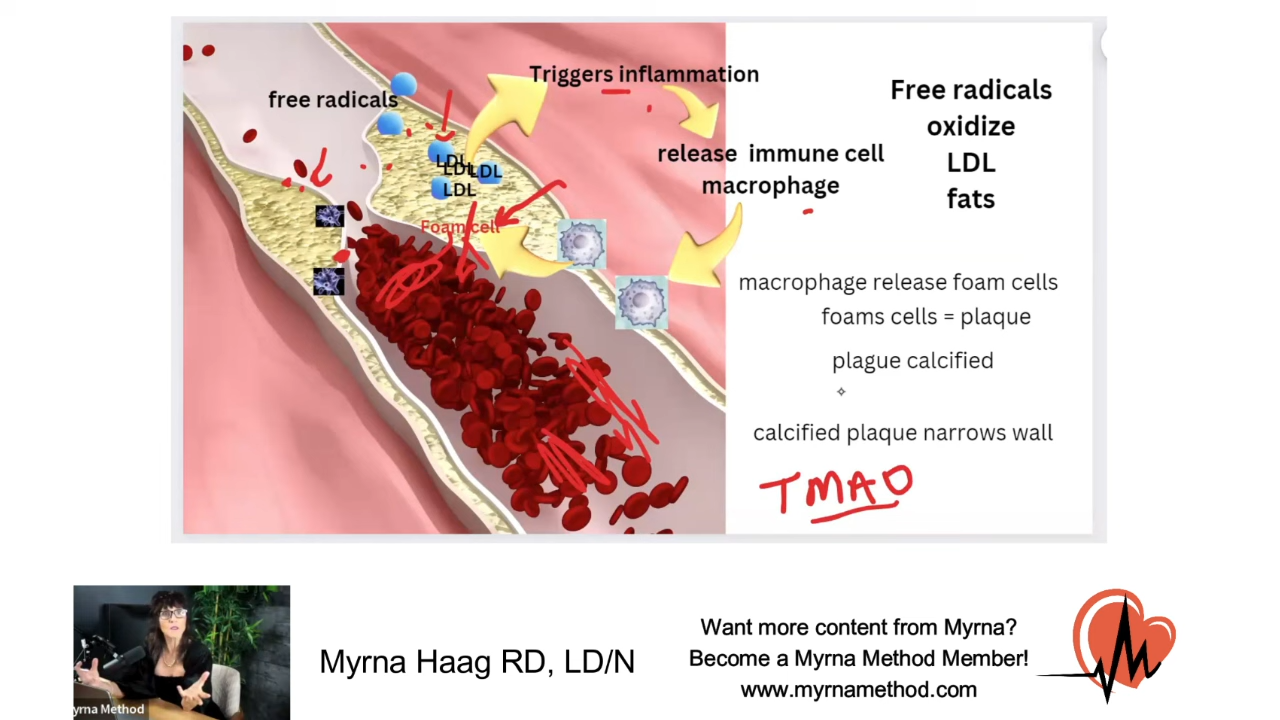 free radicals
Triggers inflammation
release immune cell
macrophage
LDL
LDL
LDL
LDL
Foam cell
Free radicals
oxidize
LDL
fats
macrophage release foam cells
foams cells = plaque
plague calcified
calcified plaque narrows wall
TMAO
yrna Method
Myrna Haag RD, LD/N
Want more content from Myrna?
Become a Myrna Method Member!
www.myrnamethod.com
M